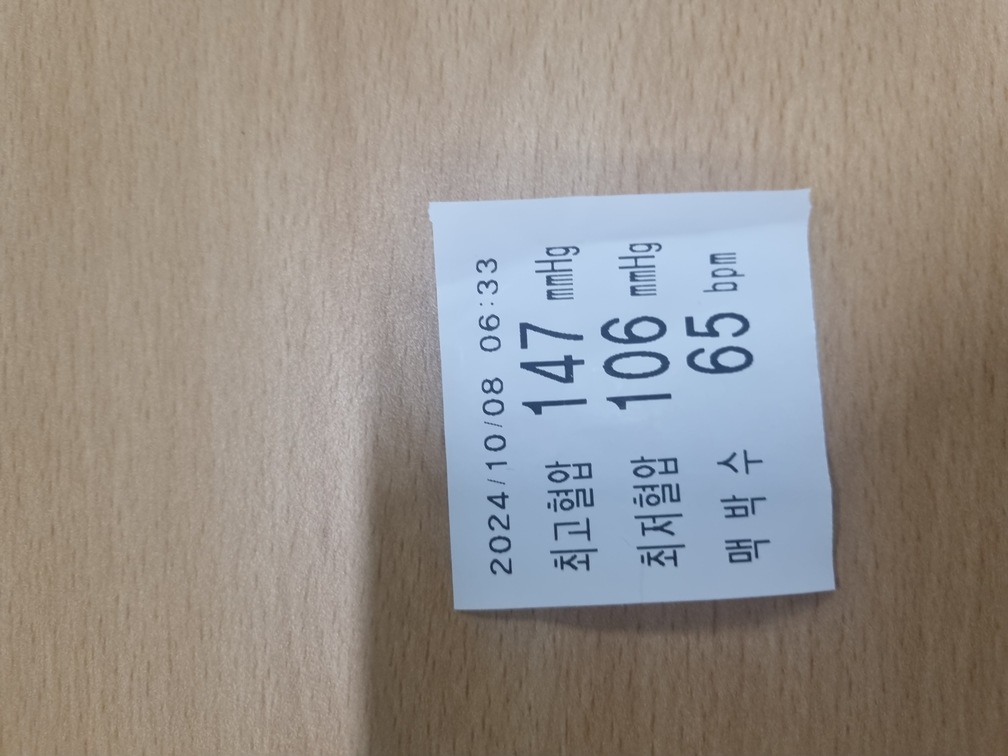 2024/10/08 06:33
최고혈압 147 mmHg
최저혈압 106 mmHg
맥 박 수 65 bpm